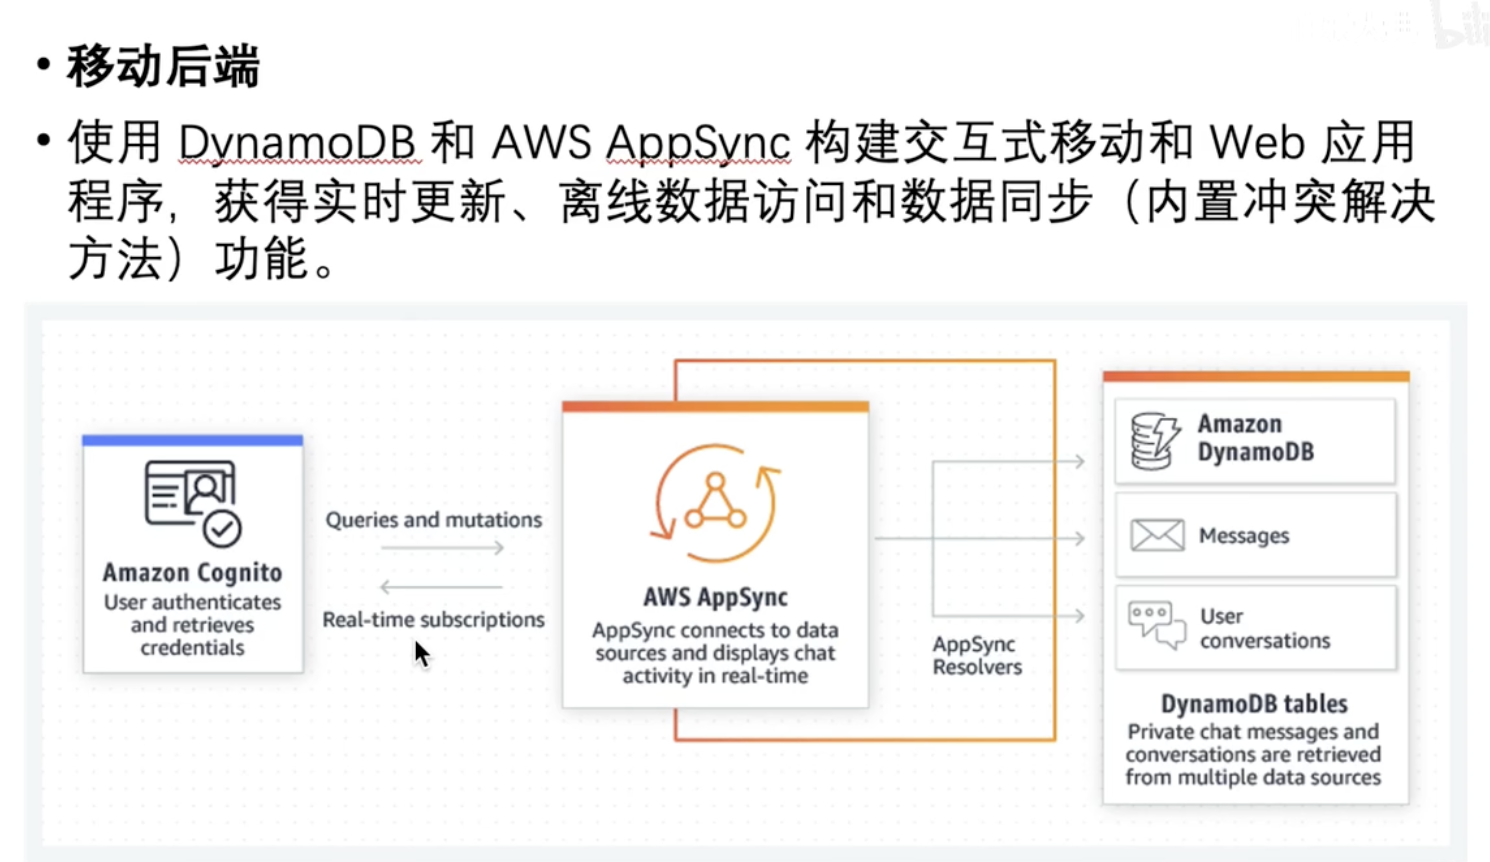 • 移动后端
• 使用 DynamoDB 和 AWS AppSync 构建交互式移动和 Web 应用
程序，获得实时更新、离线数据访问和数据同步（内置冲突解决
方法）功能。
Amazon Cognito
User authenticates
and retrieves
credentials
Queries and mutations
Real-time subscriptions
AWS AppSync
AppSync connects to data
sources and displays chat
activity in real-time
AppSync
Resolvers
Amazon
DynamoDB
Messages
User
conversations
DynamoDB tables
Private chat messages and
conversations are retrieved
from multiple data sources